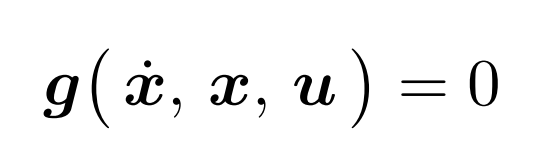 g( ẋ, x, u ) = 0